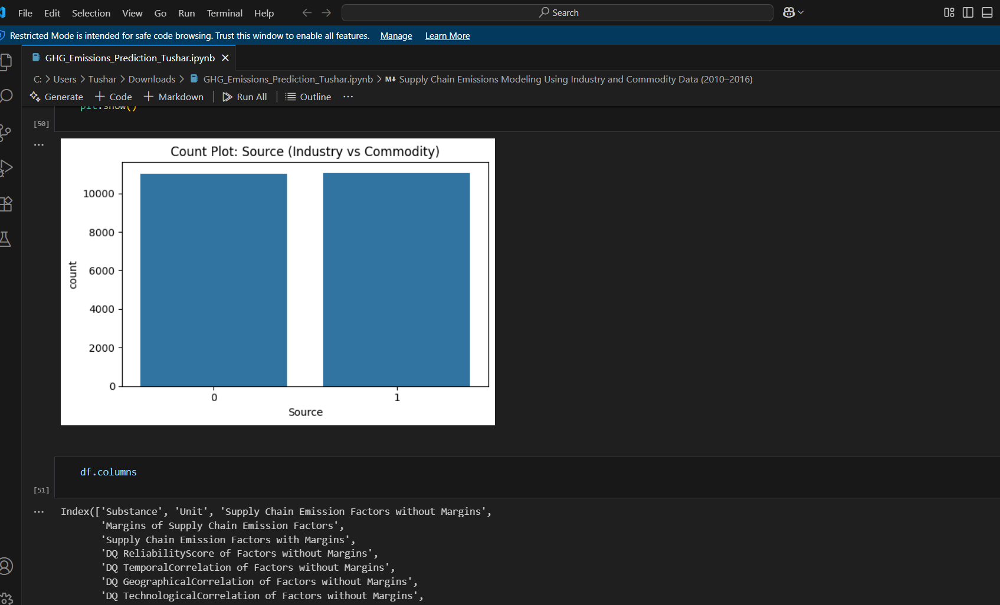 File Edit Selection View Go Run Terminal Help
Search
Restricted Mode is intended for safe code browsing. Trust this window to enable all features. Manage Learn More
GHG_Emissions_Prediction_Tushar.ipynb
C: > Users > Tushar > Downloads > GHG_Emissions_Prediction_Tushar.ipynb > M↓ Supply Chain Emissions Modeling Using Industry and Commodity Data (2010–2016)
Generate + Code + Markdown Run All Outline ...
plt.show()
[50]
...
Count Plot: Source (Industry vs Commodity)
10000
8000
6000
4000
2000
0
count
0 1
Source
df.columns
[51]
...
Index(['Substance', 'Unit', 'Supply Chain Emission Factors without Margins',
'Margins of Supply Chain Emission Factors',
'Supply Chain Emission Factors with Margins',
'DQ ReliabilityScore of Factors without Margins',
'DQ TemporalCorrelation of Factors without Margins',
'DQ GeographicalCorrelation of Factors without Margins',
'DQ TechnologicalCorrelation of Factors without Margins',